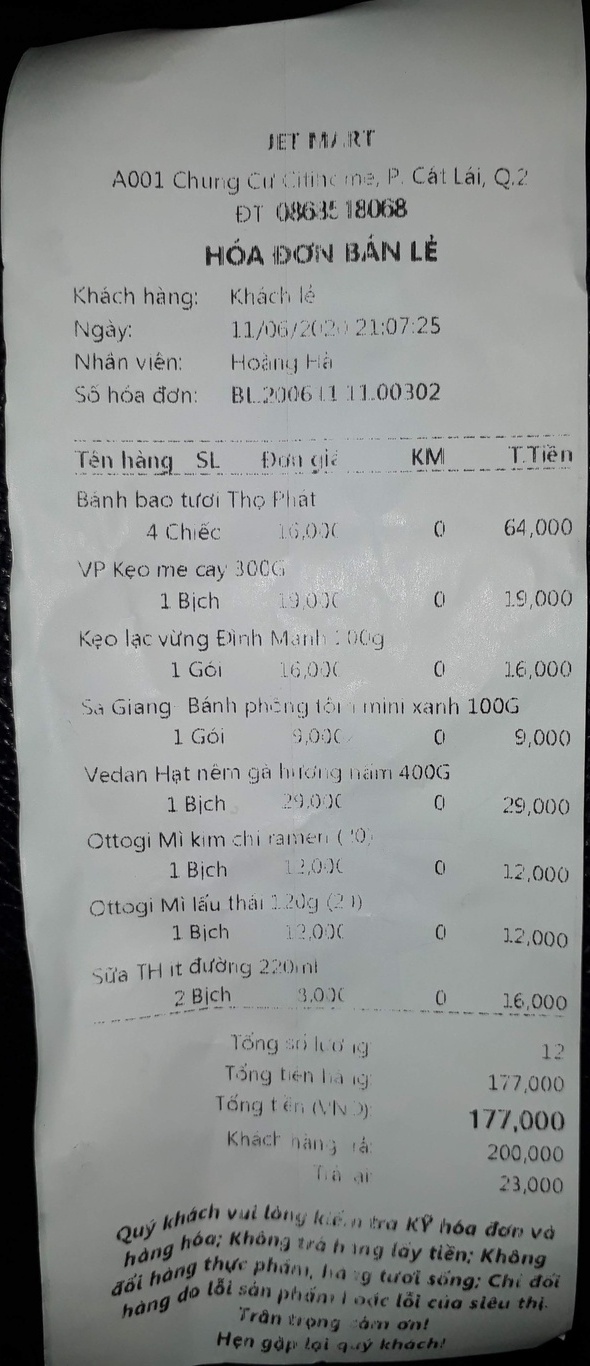 JET MART
A001 Chung Cư Citihome, P. Cát Lái, Q.2
ĐT
HÓA ĐƠN BÁN LẺ
Khách hàng: Khách lẻ
Ngày: 11/06/2020 21:07:25
Nhân viên: Hoàng Hà
Số hóa đơn:
Tên hàng SL Đơn giá KM T.Tiền
Bánh bao tươi Thọ Phát
4 Chiếc 16,000 0 64,000
VP Kẹo me cay 300G
1 Bịch 19,000 0 19,000
Kẹo lạc vừng Đình Mạnh
1 Gói 16,000 0 16,000
Sa Giang Bánh phồng tôm mini xanh 100G
1 Gói 9,000 0 9,000
Vedan Hạt nêm gà hương nấm 400G
1 Bịch 29,000 0 29,000
Ottogi Mì kim chi ramen
1 Bịch 12,000 0 12,000
Ottogi Mì lẩu thái 120g
1 Bịch 12,000 0 12,000
Sữa TH ít đường 220ml
2 Bịch 8,000 0 16,000
Tổng số lượng 12
Tổng tiền hàng 177,000
Tổng tiền (VNĐ): 177,000
Khách hàng trả: 200,000
Trả lại 23,000
Quý khách vui lòng kiểm tra KỸ hóa đơn và
hàng hóa; Không trả hàng lấy tiền; Không
đổi hàng thực phẩm, hàng tươi sống; Chỉ đổi
hàng do lỗi sản phẩm hoặc lỗi của siêu thị.
Trân trọng cảm ơn!
Hẹn gặp lại quý khách!